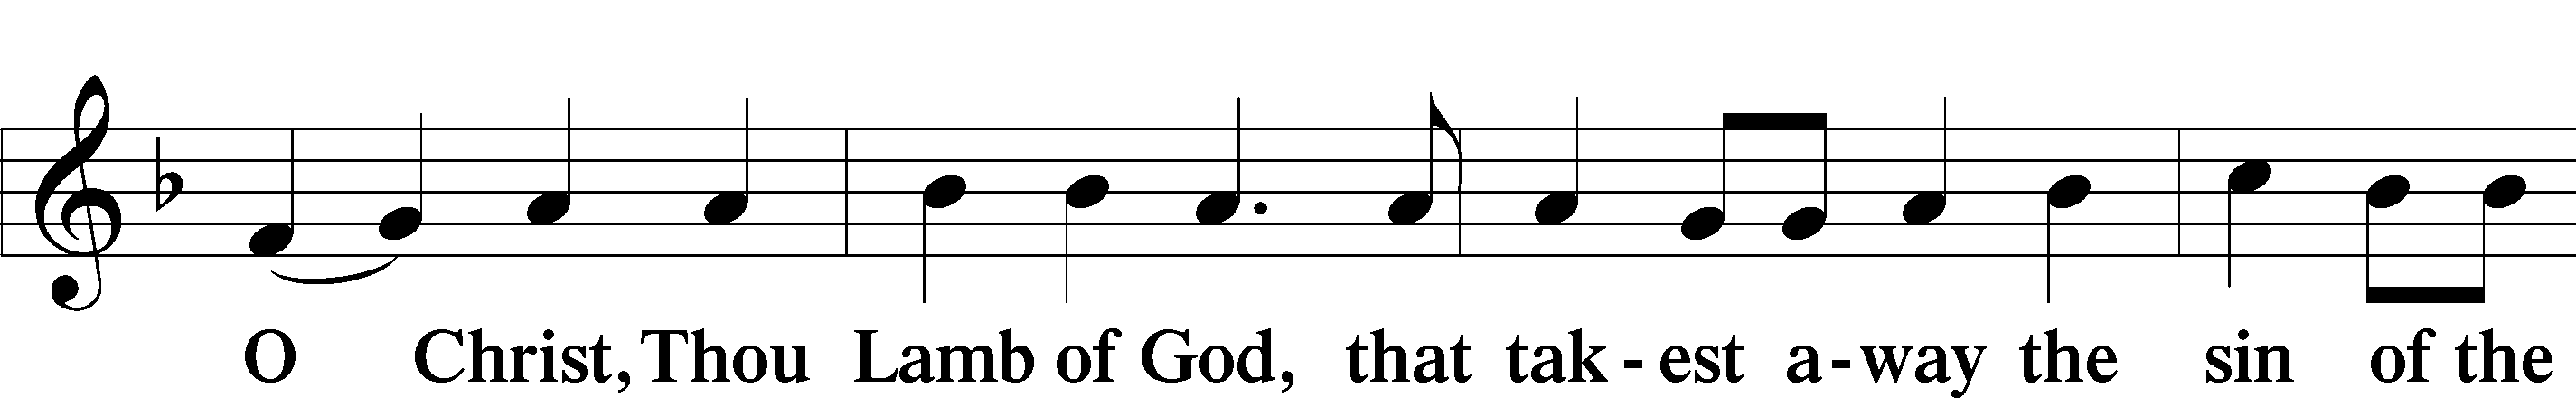 O Christ, Thou Lamb of God, that tak - est a - way the sin of the